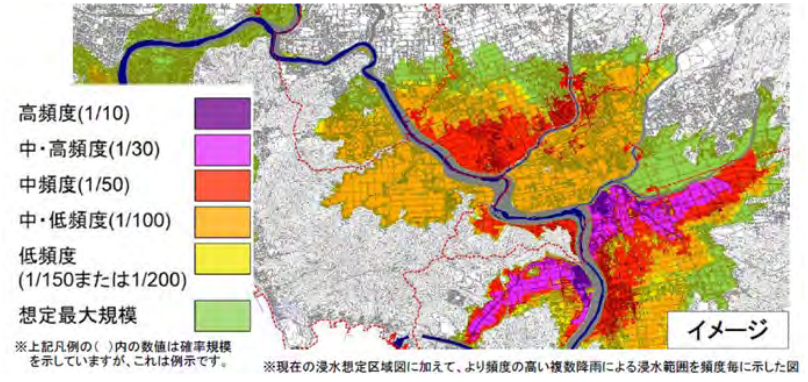 高頻度(1/10)
中・高頻度(1/30)
中頻度(1/50)
中・低頻度(1/100)
低頻度
(1/150または1/200)
想定最大規模
※上記凡例の( )内の数値は確率規模
を示していますが、これは例示です。
イメージ
※現在の浸水想定区域図に加えて、より頻度の高い複数降雨による浸水範囲を頻度毎に示した図